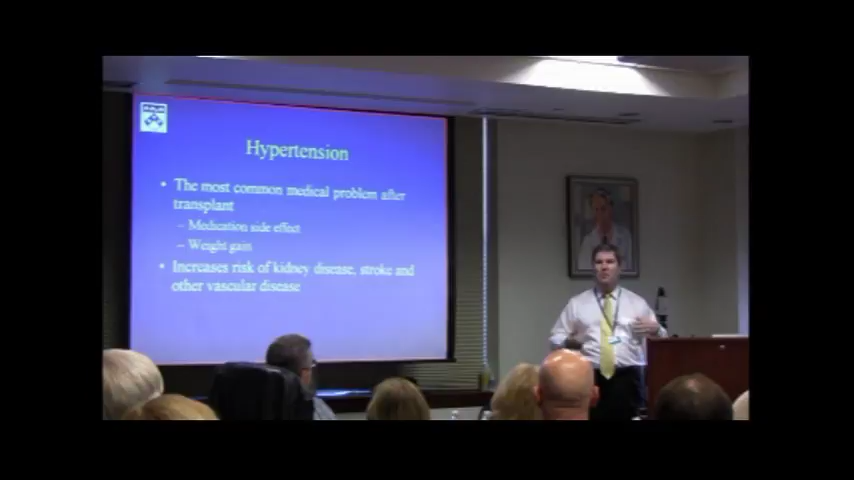 Hypertension
• The most common medical problem after
transplant
– Medication side effect
– Weight gain
• Increases risk of kidney disease, stroke and
other vascular disease